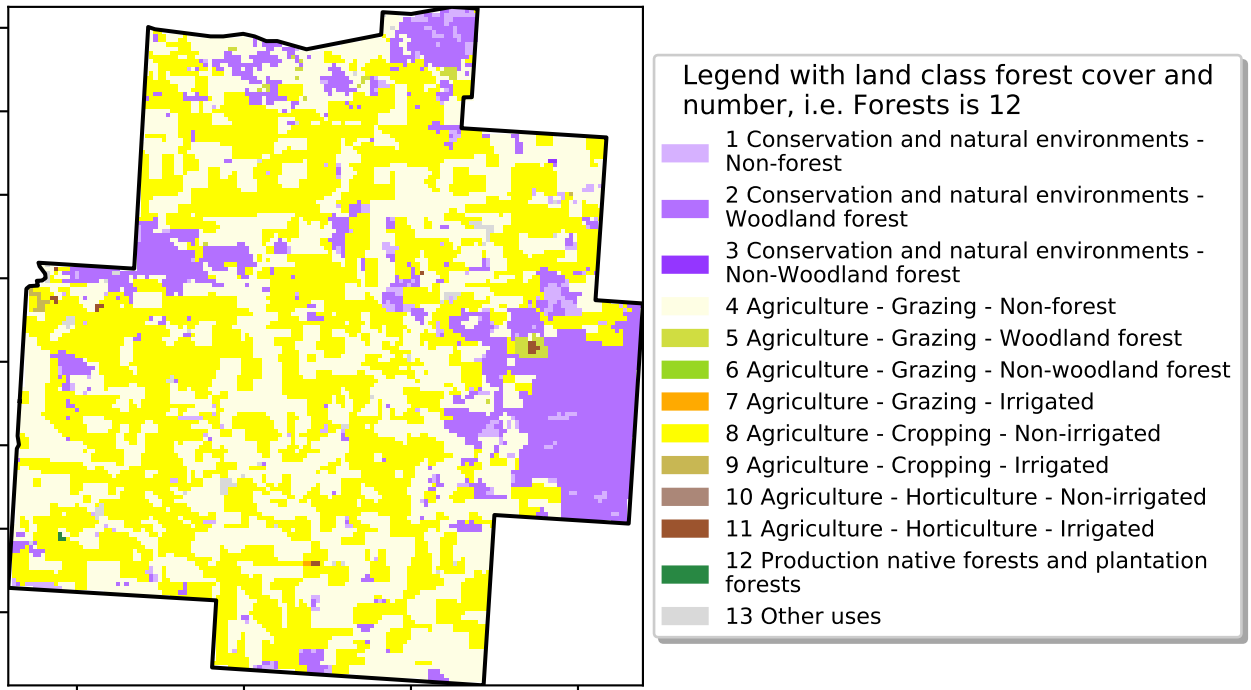 Legend with land class forest cover and
number, i.e. Forests is 12
1 Conservation and natural environments -
Non-forest
2 Conservation and natural environments -
Woodland forest
3 Conservation and natural environments -
Non-Woodland forest
4 Agriculture - Grazing - Non-forest
5 Agriculture - Grazing - Woodland forest
6 Agriculture - Grazing - Non-woodland forest
7 Agriculture - Grazing - Irrigated
8 Agriculture - Cropping - Non-irrigated
9 Agriculture - Cropping - Irrigated
10 Agriculture - Horticulture - Non-irrigated
11 Agriculture - Horticulture - Irrigated
12 Production native forests and plantation
forests
13 Other uses